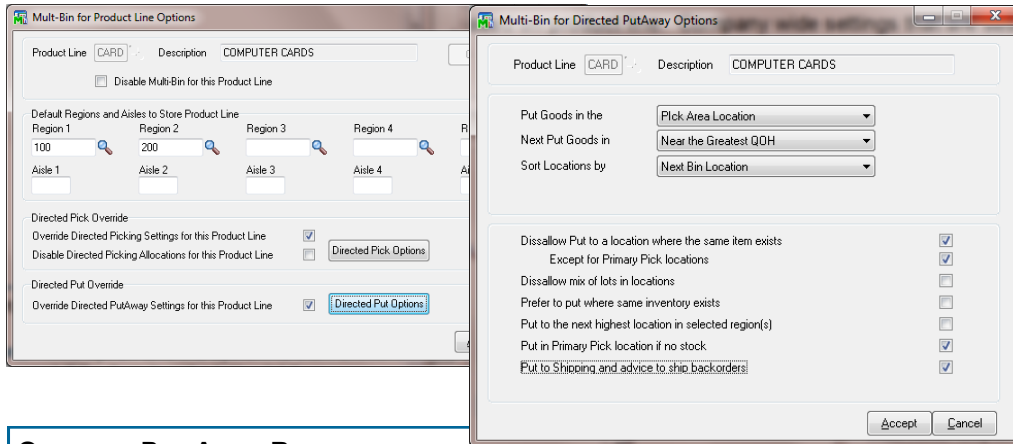 Mult-Bin for Product Line Options
Product Line CARD Description COMPUTER CARDS
Disable Multi-Bin for this Product Line
Default Regions and Aisles to Store Product Line
Region 1 Region 2 Region 3 Region 4 R
100 200
Aisle 1 Aisle 2 Aisle 3 Aisle 4 Ai
Directed Pick Override
Override Directed Picking Settings for this Product Line
Disable Directed Picking Allocations for this Product Line Directed Pick Options
Directed Put Override
Override Directed PutAway Settings for this Product Line Directed Put Options
Multi-Bin for Directed PutAway Options
Product Line CARD Description COMPUTER CARDS
Put Goods in the PIck Area Location
Next Put Goods in Near the Greatest QOH
Sort Locations by Next Bin Location
Dissallow Put to a location where the same item exists
Except for Primary Pick locations
Dissallow mix of lots in locations
Prefer to put where same inventory exists
Put to the next highest location in selected region(s)
Put in Primary Pick location if no stock
Put to Shipping and advice to ship backorders
Accept Cancel